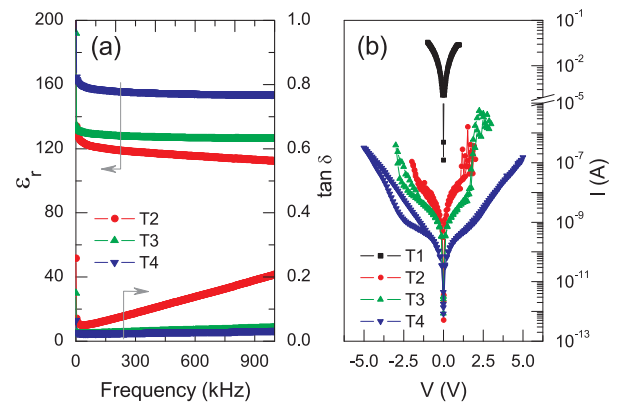 (a)
200
160
120
80
40
0
1.0
0.8
0.6
0.4
0.2
0.0
0
300
600
900
εr
tan δ
Frequency (kHz)
T2
T3
T4
(b)
10^-1
10^-2
10^-5
10^-7
10^-9
10^-11
10^-13
I (A)
-5.0
-2.5
0.0
2.5
5.0
V (V)
T1
T2
T3
T4